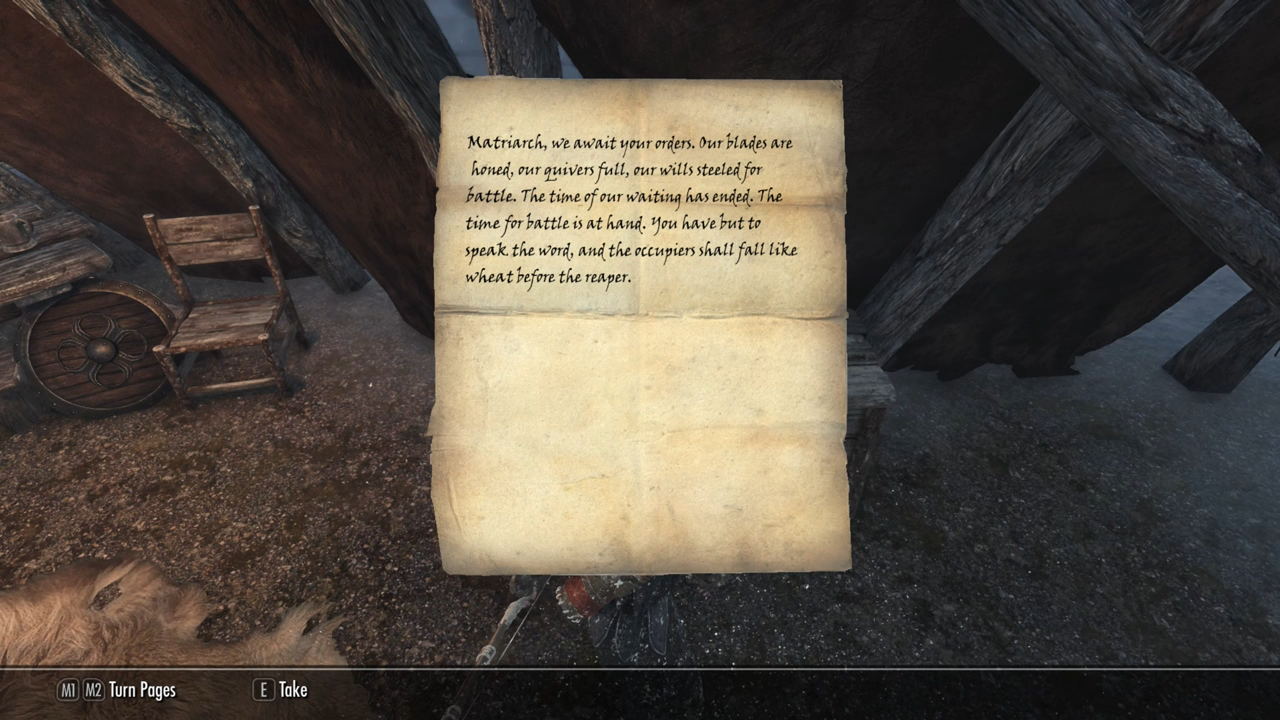 Matriarch, we await your orders. Our blades are
honed, our quivers full, our wills steeled for
battle. The time of our waiting has ended. The
time for battle is at hand. You have but to
speak the word, and the occupiers shall fall like
wheat before the reaper.
M1 M2 Turn Pages E Take